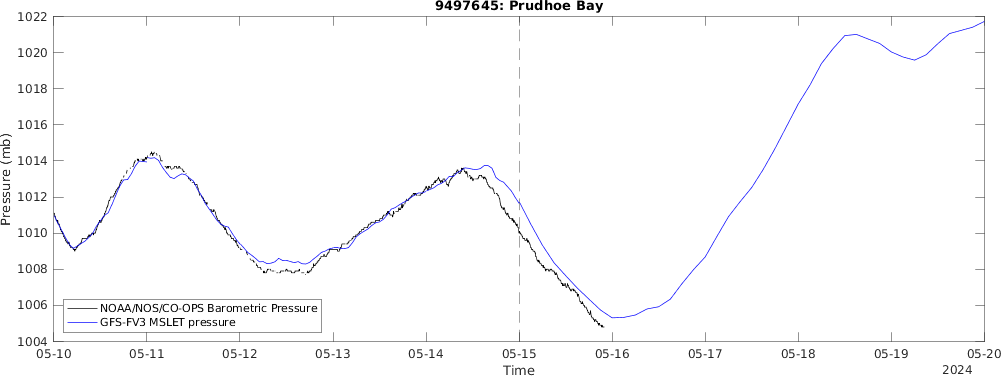 9497645: Prudhoe Bay
1022
1020
1018
1016
1014
1012
1010
1008
1006
1004
Pressure (mb)
NOAA/NOS/CO-OPS Barometric Pressure
GFS-FV3 MSLET pressure
05-10 05-11 05-12 05-13 05-14 05-15 05-16 05-17 05-18 05-19 05-20
Time
2024